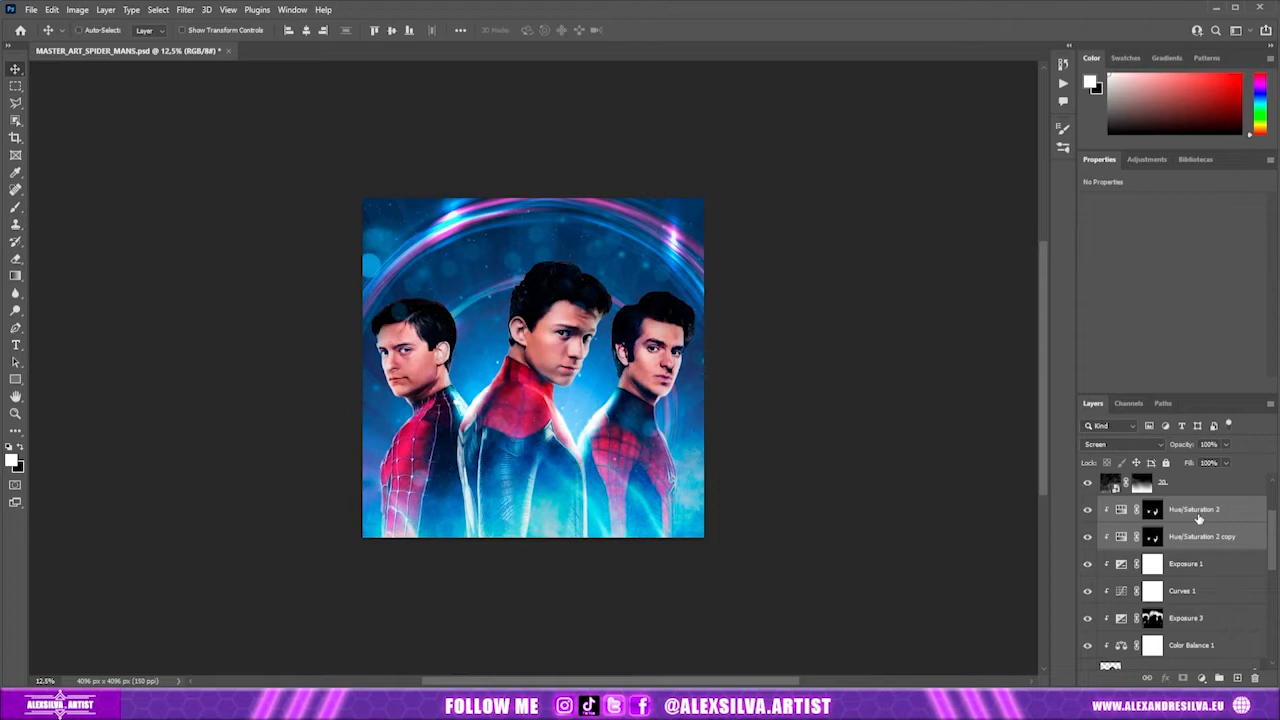 Ps File Edit Image Layer Type Select Filter 3D View Plugins Window Help
Auto-Select: Layer Show Transform Controls 3D Mode:
MASTER_ART_SPIDER_MANS.psd @ 12,5% (RGB/8#) * ×
Color Swatches Gradients Patterns
Properties Adjustments Bibliotecas
No Properties
Layers Channels Paths
Kind
Screen Opacity: 100%
Lock: Fill: 100%
Hue/Saturation 2
Hue/Saturation 2 copy
Exposure 1
Curves 1
Exposure 3
Color Balance 1
12,5% 4096 px x 4096 px (150 ppi)
ALEXSILVA.ARTIST
FOLLOW ME @ALEXSILVA.ARTIST
WWW.ALEXANDRESILVA.EU